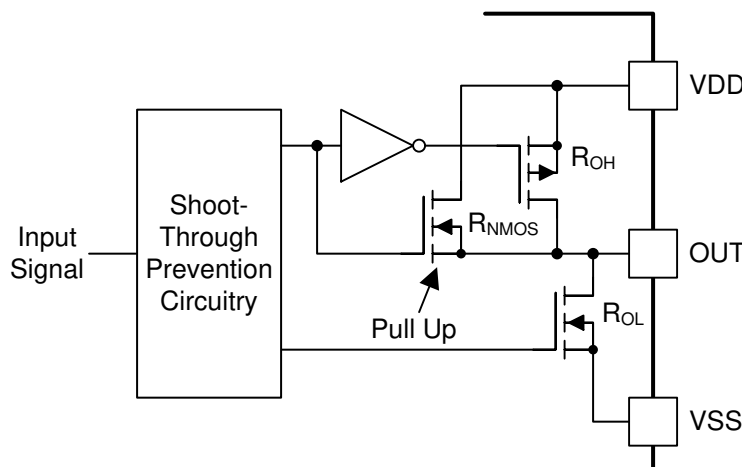 VDD
ROH
Shoot-
Through
Prevention
Circuitry
Input
Signal
RNMOS
OUT
Pull Up
ROL
VSS